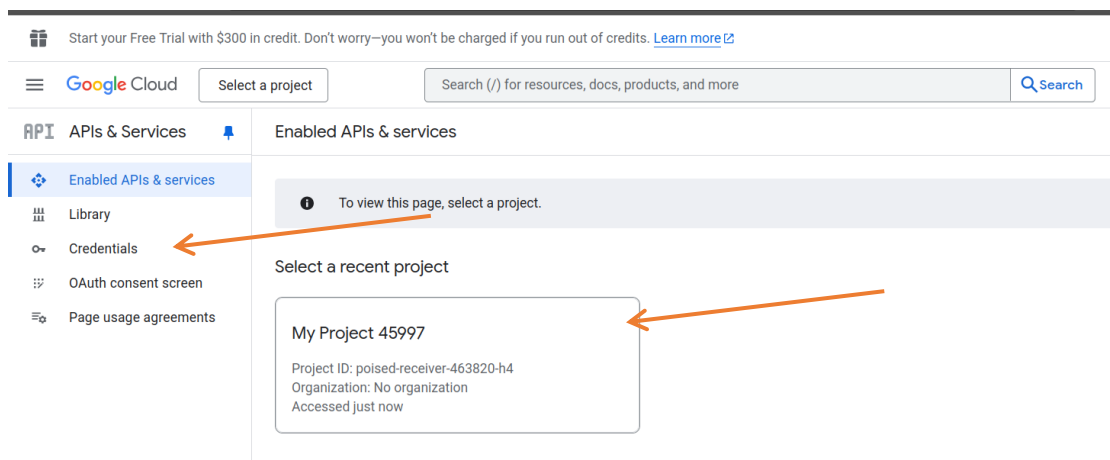 Start your Free Trial with $300 in credit. Don't worry—you won't be charged if you run out of credits. Learn more
Google Cloud
Select a project
Search (/) for resources, docs, products, and more
Search
API APIs & Services
Enabled APIs & services
Enabled APIs & services
Library
Credentials
OAuth consent screen
Page usage agreements
To view this page, select a project.
Select a recent project
My Project 45997
Project ID: poised-receiver-463820-h4
Organization: No organization
Accessed just now